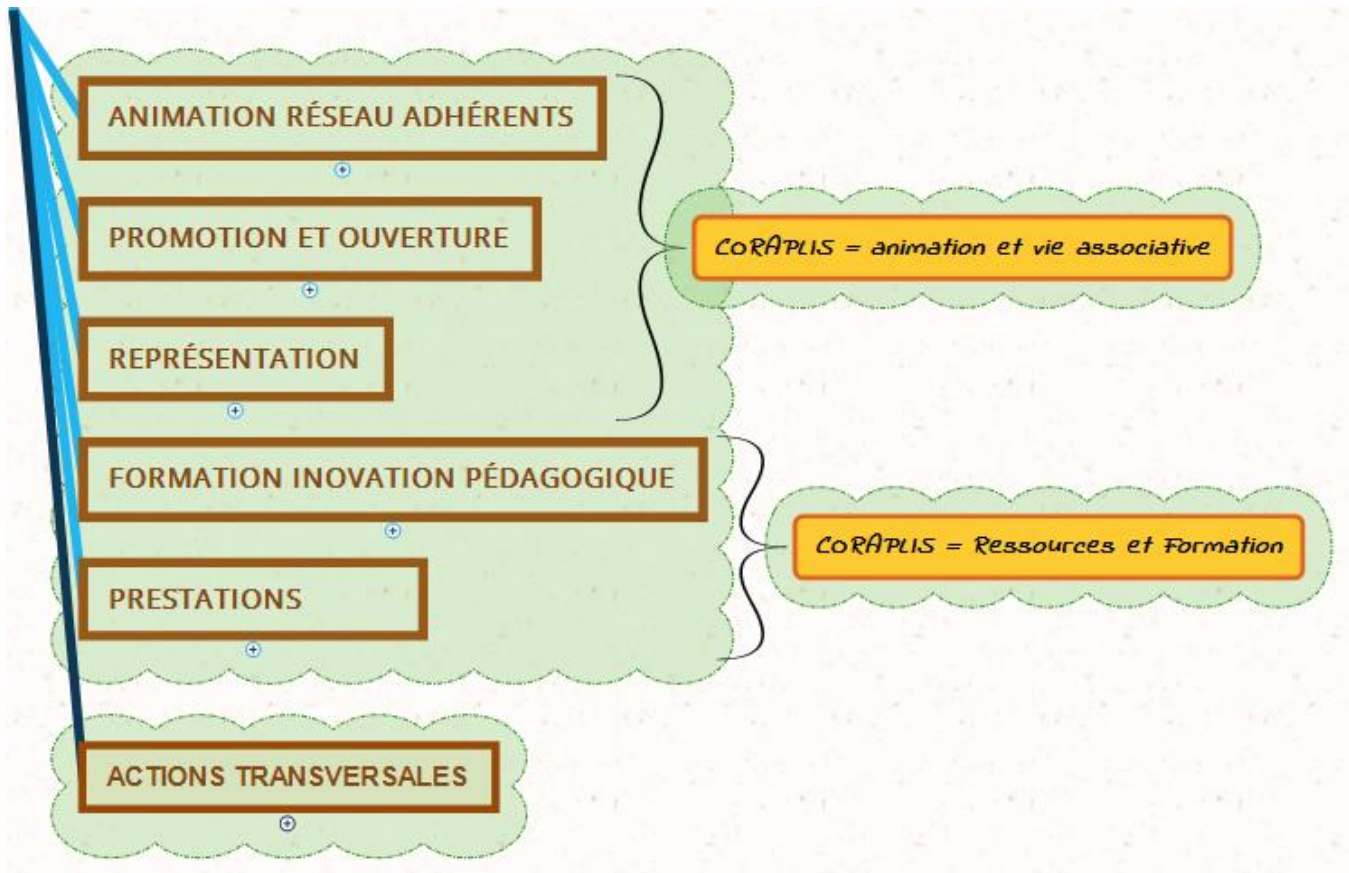 ANIMATION RÉSEAU ADHÉRENTS
PROMOTION ET OUVERTURE
CoRAPLIS = animation et vie associative
REPRÉSENTATION
FORMATION INOVATION PÉDAGOGIQUE
CoRAPLIS = Ressources et Formation
PRESTATIONS
ACTIONS TRANSVERSALES